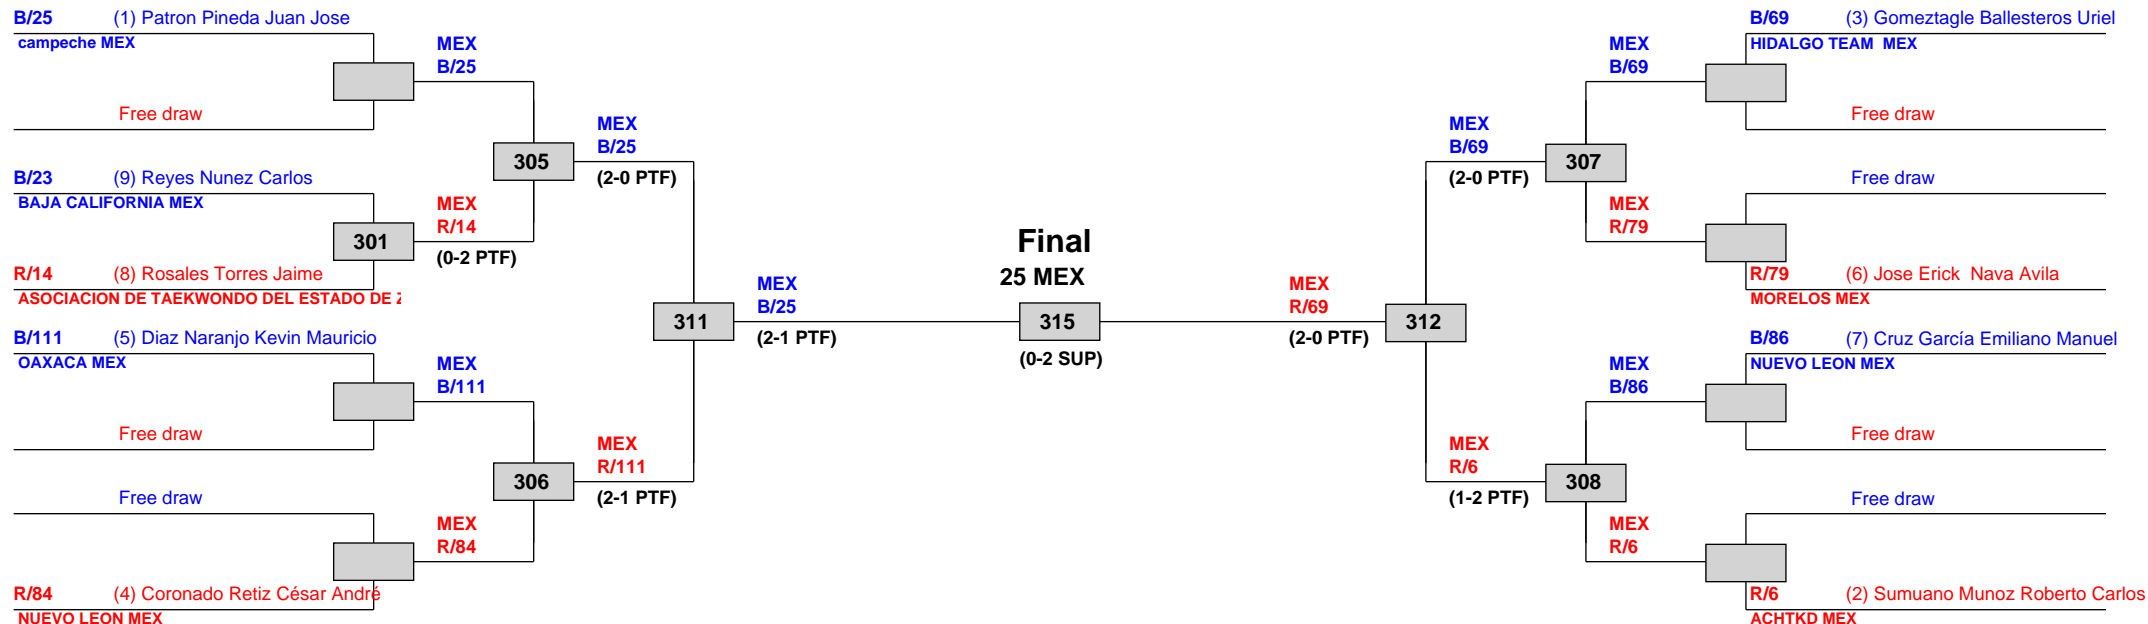 B/25 (1) Patron Pineda Juan Jose
campeche MEX
Free draw
B/23 (9) Reyes Nunez Carlos
BAJA CALIFORNIA MEX
R/14 (8) Rosales Torres Jaime
ASOCIACION DE TAEKWONDO DEL ESTADO DE
B/111 (5) Diaz Naranjo Kevin Mauricio
OAXACA MEX
Free draw
Free draw
R/84 (4) Coronado Retiz César André
NUEVO LEON MEX
MEX
B/25
301
MEX
R/14
(0-2 PTF)
MEX
B/111
MEX
R/84
305
MEX
B/25
(2-0 PTF)
306
MEX
R/111
(2-1 PTF)
311
MEX
B/25
(2-1 PTF)
Final
25 MEX
315
(0-2 SUP)
MEX
R/69
(2-0 PTF)
312
MEX
B/69
(2-0 PTF)
307
MEX
R/6
(1-2 PTF)
308
MEX
B/69
MEX
R/79
MEX
B/86
MEX
R/6
B/69 (3) Gomeztagle Ballesteros Uriel
HIDALGO TEAM MEX
Free draw
Free draw
R/79 (6) Jose Erick Nava Avila
MORELOS MEX
B/86 (7) Cruz García Emiliano Manuel
NUEVO LEON MEX
Free draw
Free draw
R/6 (2) Sumuano Munoz Roberto Carlos
ACHTKD MEX